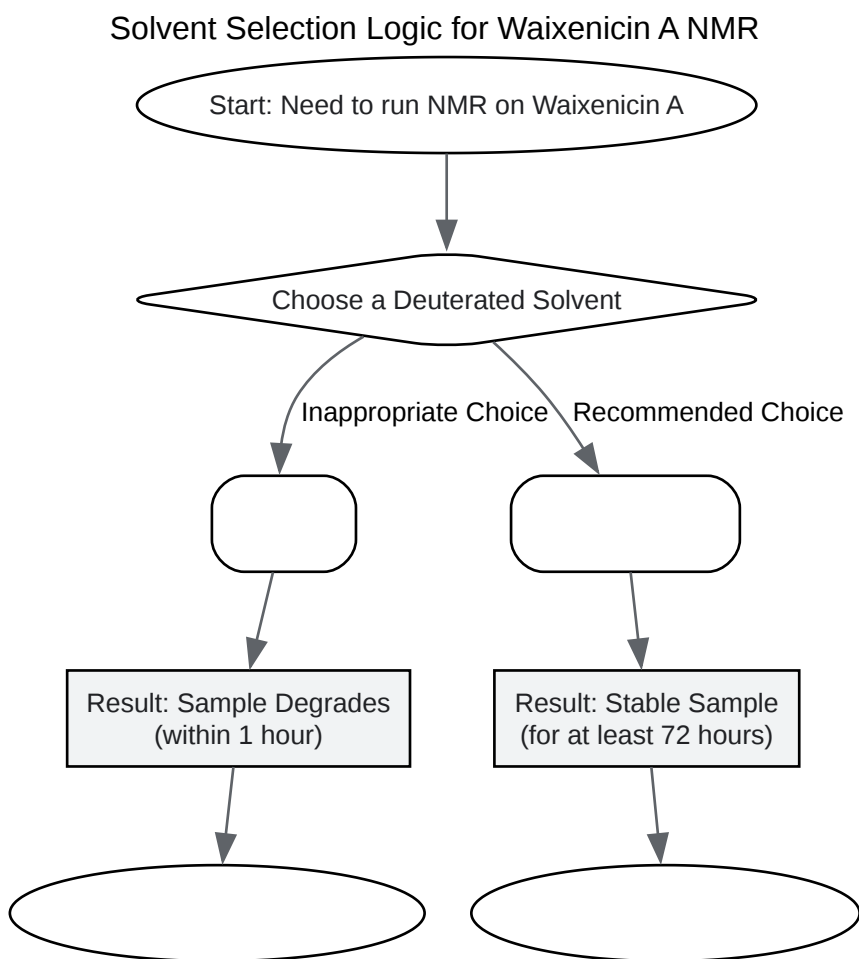 Solvent Selection Logic for Waixenicin A NMR
Start: Need to run NMR on Waixenicin A
Choose a Deuterated Solvent
Inappropriate Choice
Recommended Choice
Result: Sample Degrades
(within 1 hour)
Result: Stable Sample
(for at least 72 hours)